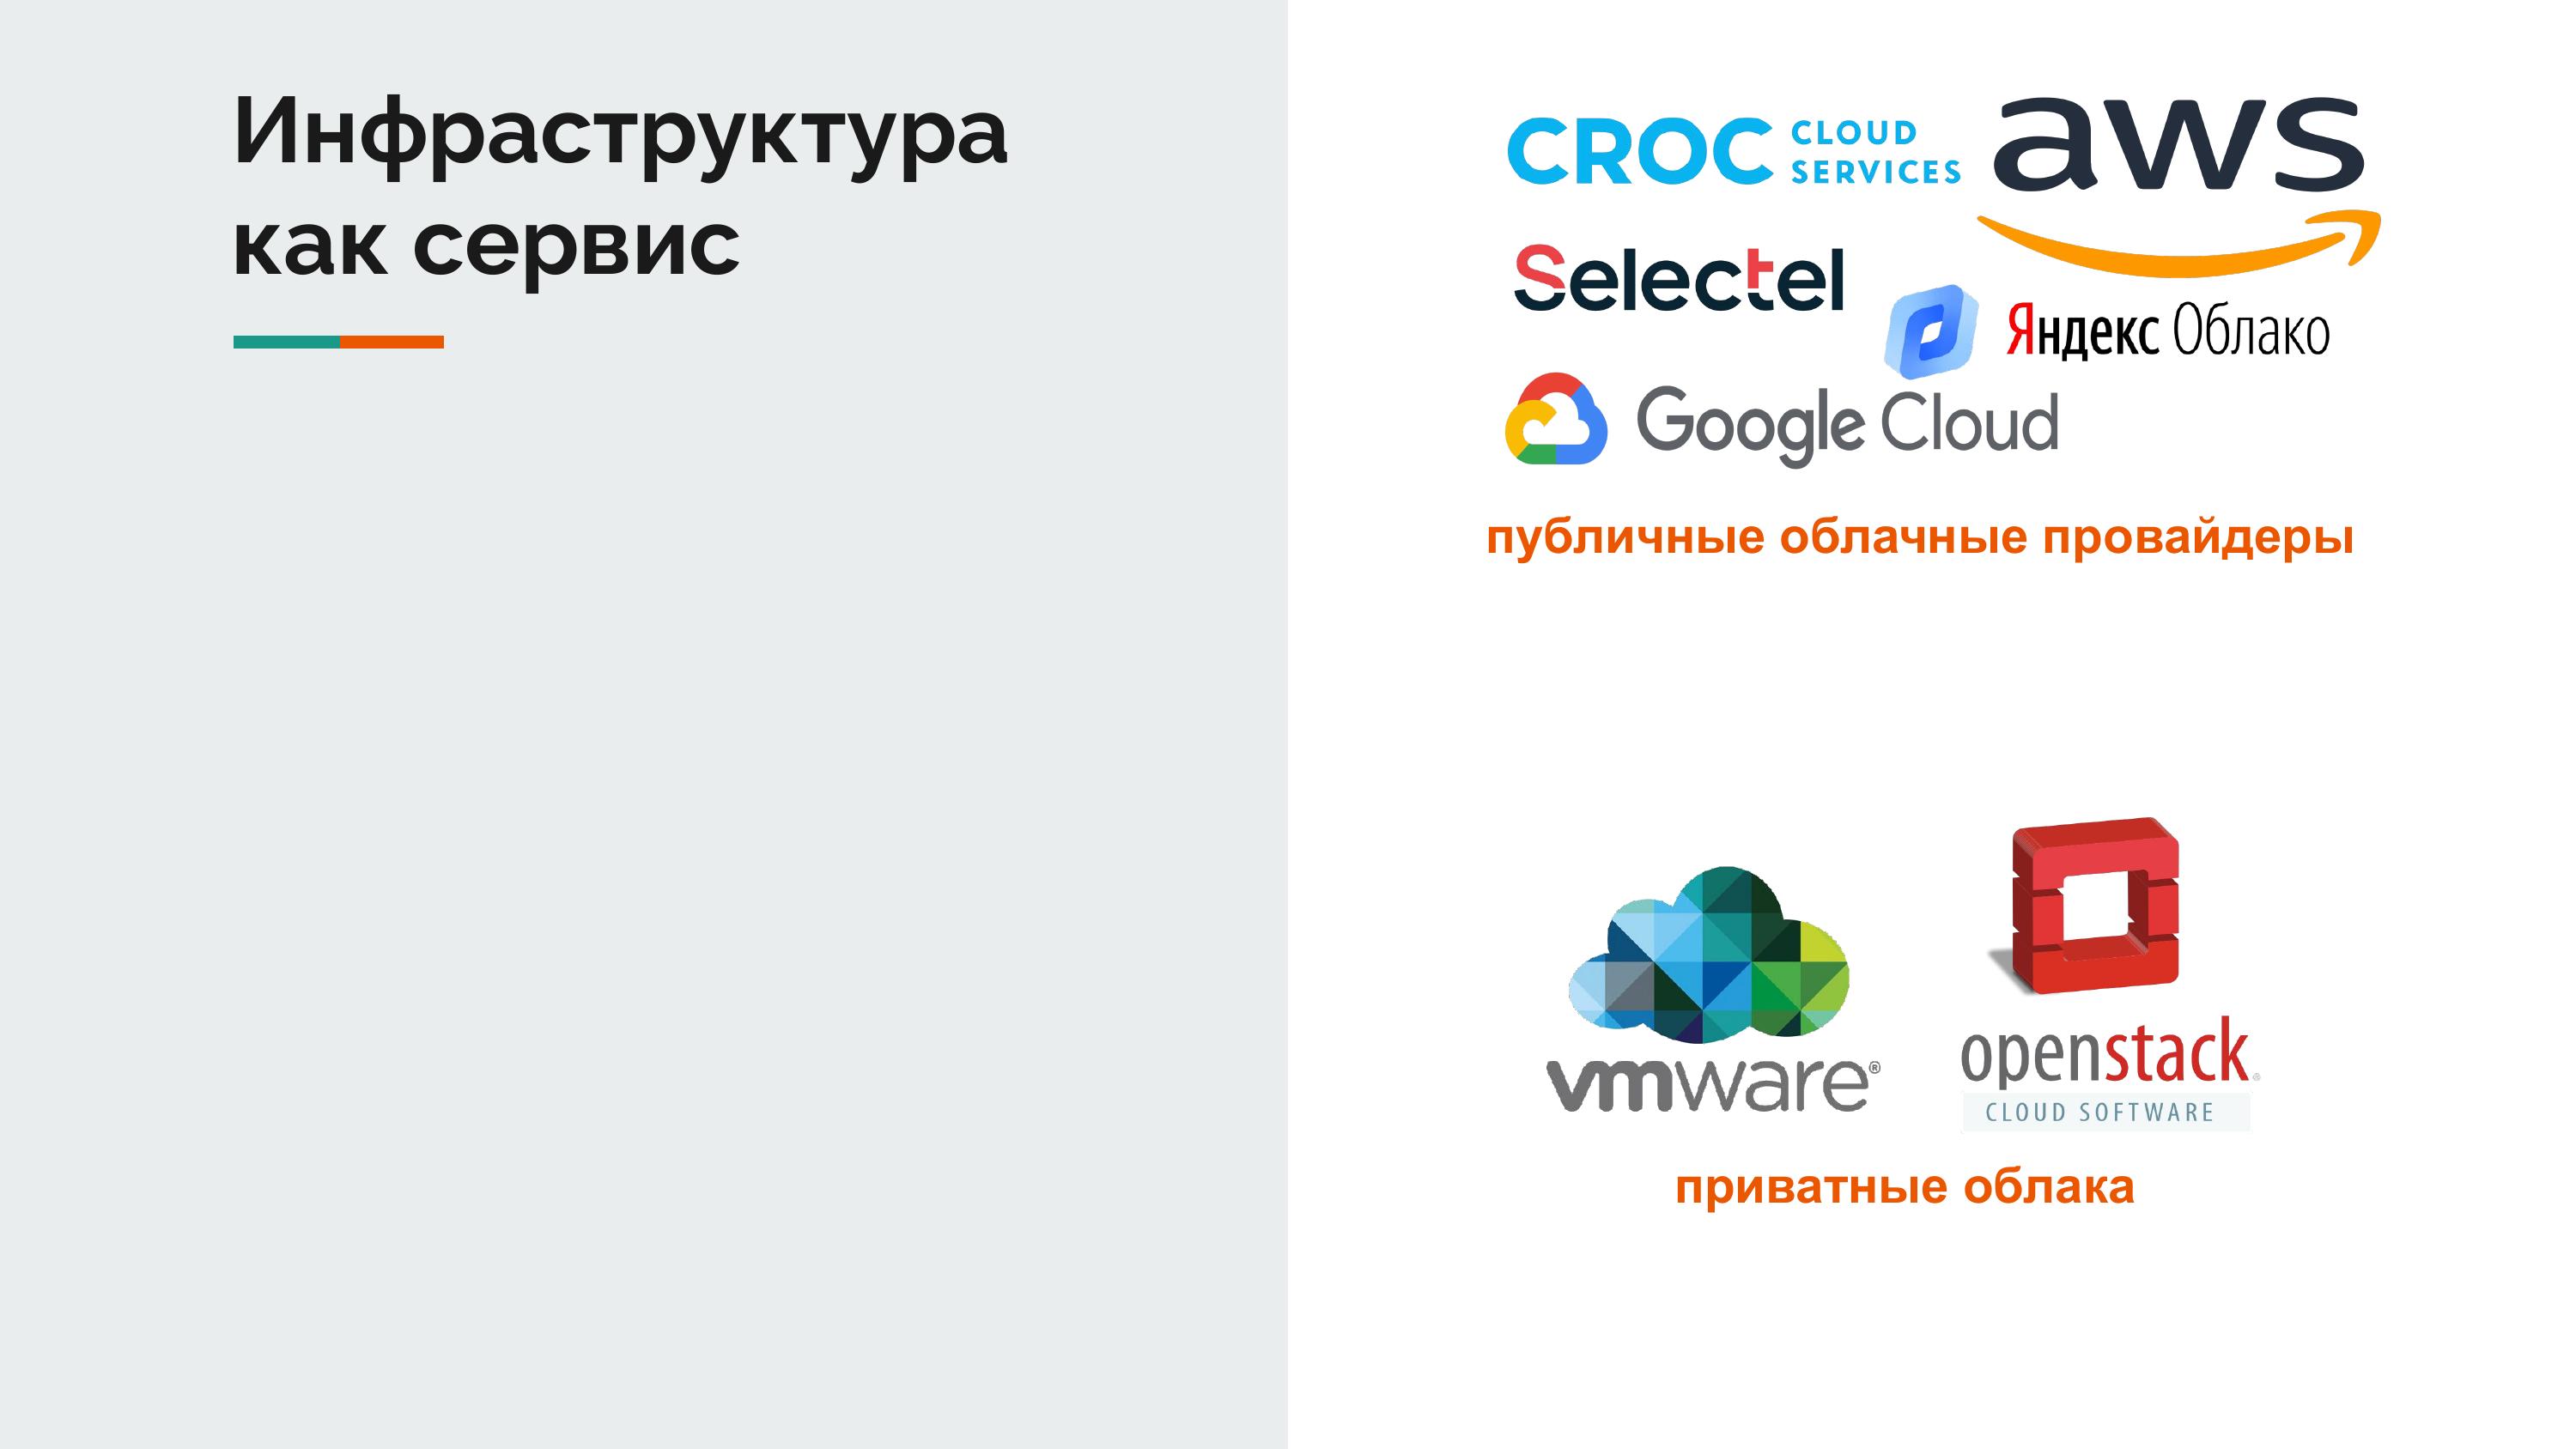 Инфраструктура
как сервис
CROC CLOUD
SERVICES
aws
Selectel
Яндекс Облако
Google Cloud
публичные облачные провайдеры
vmware®
openstack®
CLOUD SOFTWARE
приватные облака